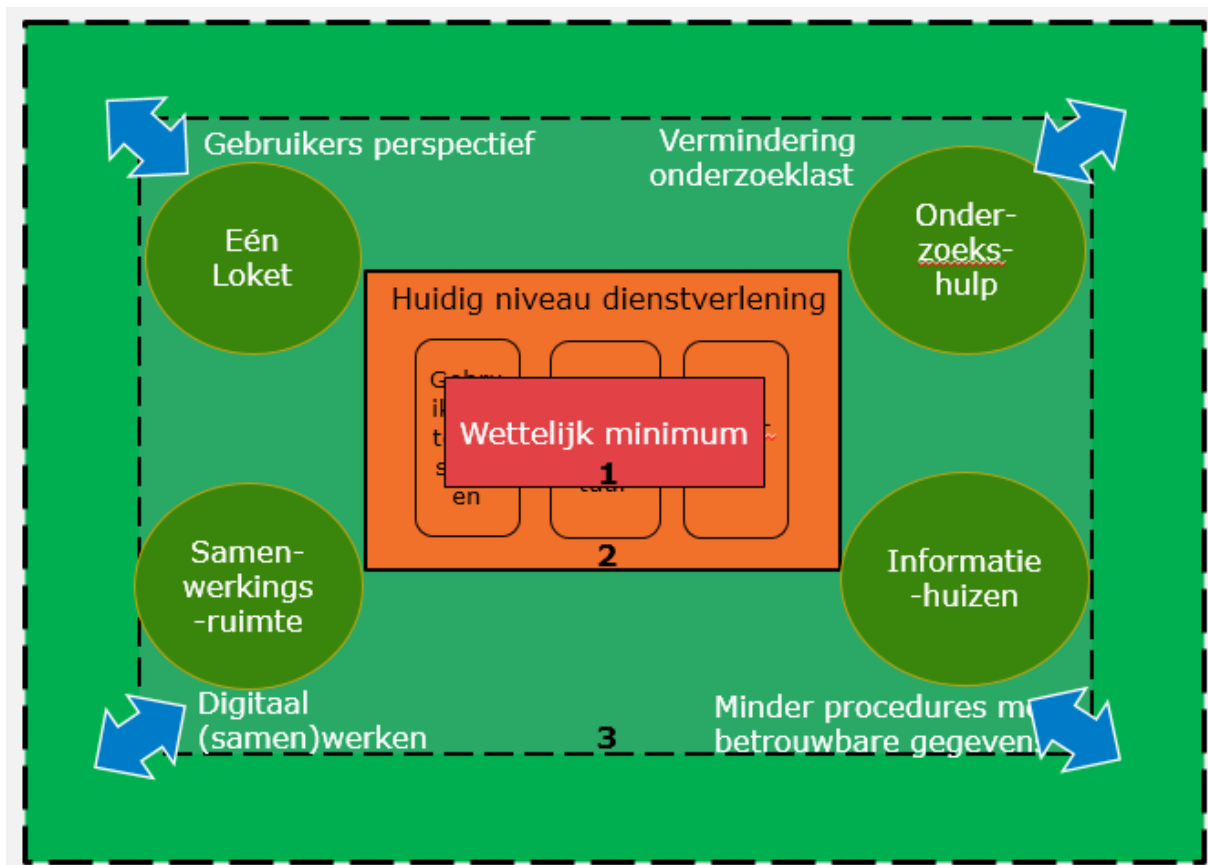 Gebruikers perspectief
Vermindering
onderzoeklast
Eén
Loket
Onder-
zoeks-
hulp
Huidig niveau dienstverlening
Wettelijk minimum
1
en
2
Samen-
werkings
-ruimte
Informatie
-huizen
Digitaal
(samen)werken
Minder procedures
betrouwbare
3